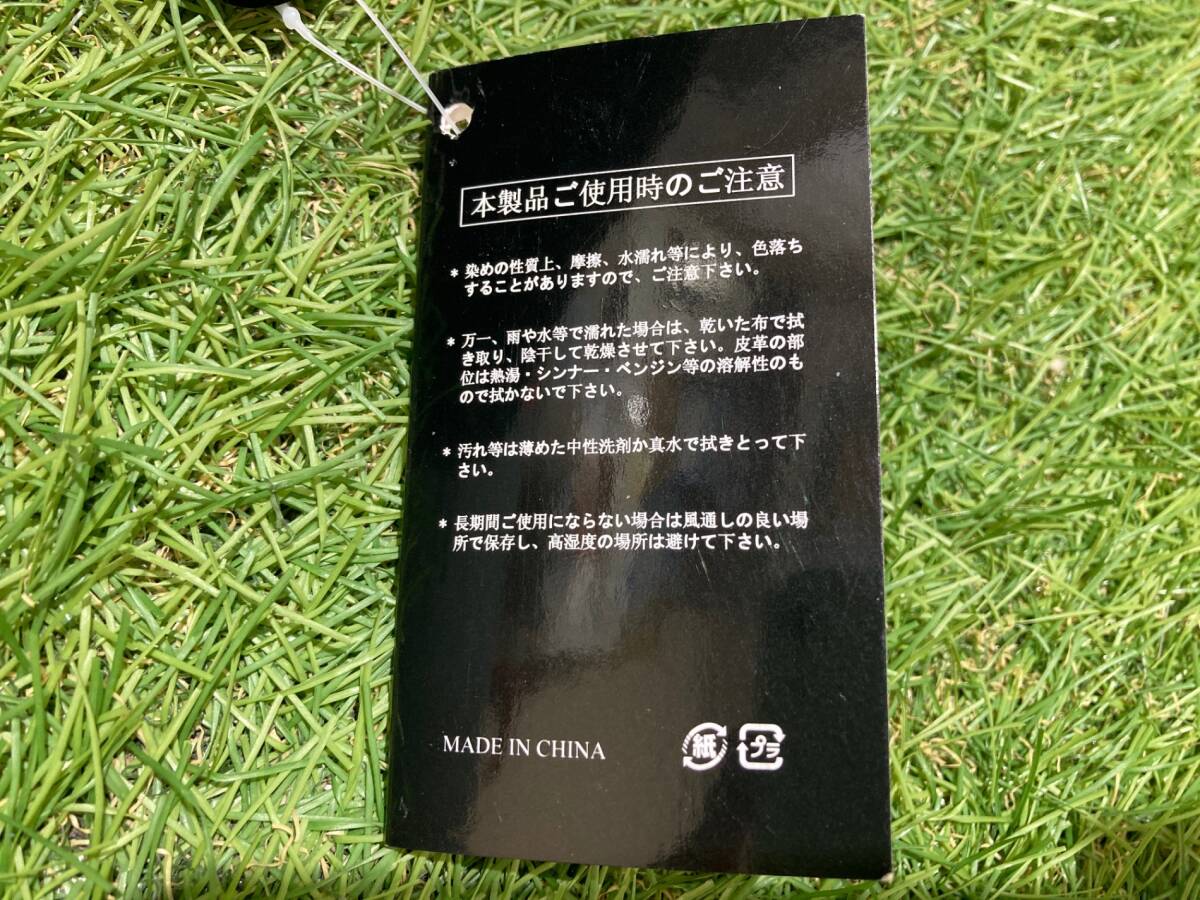 本製品ご使用時のご注意
* 染めの性質上、摩擦、水濡れ等により、色落ち
することがありますので、ご注意下さい。
* 万一、雨や水等で濡れた場合は、乾いた布で拭
き取り、陰干して乾燥させて下さい。皮革の部
位は熱湯・シンナー・ベンジン等の溶解性のも
ので拭かないで下さい。
* 汚れ等は薄めた中性洗剤か真水で拭きとって下
さい。
* 長期間ご使用にならない場合は風通しの良い場
所で保存し、高湿度の場所は避けて下さい。
MADE IN CHINA 紙 プラ